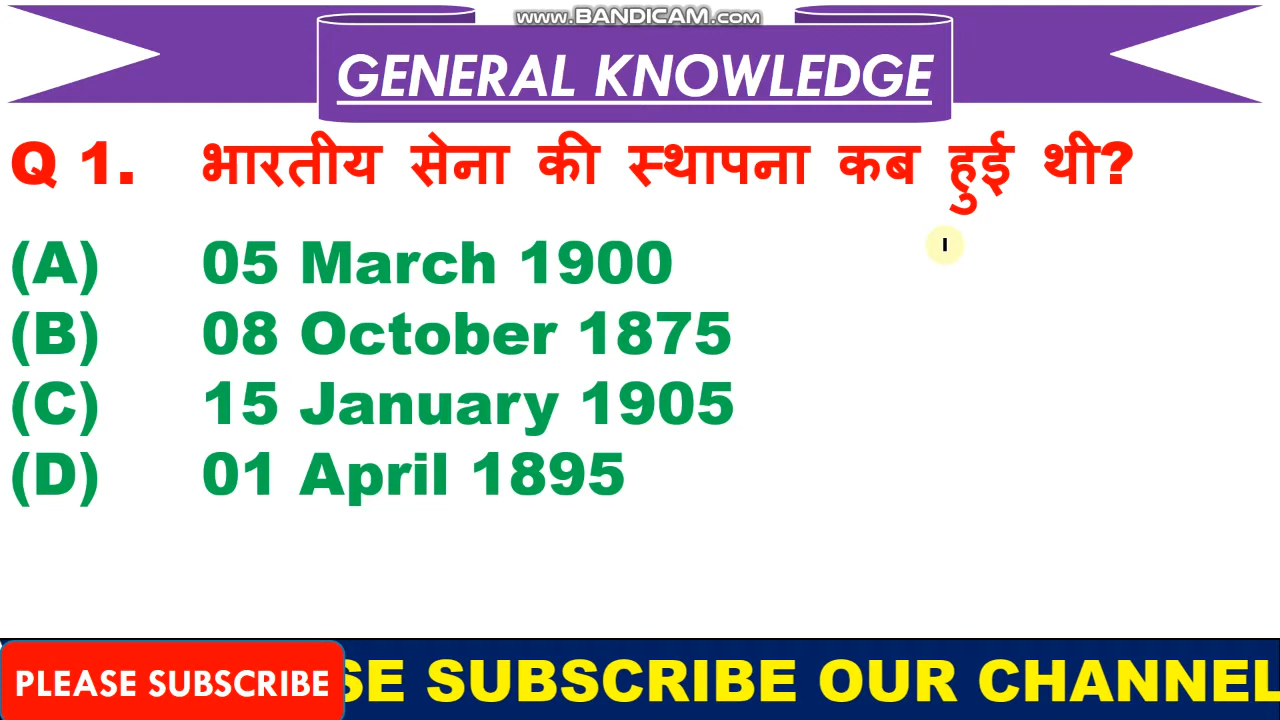 www.BANDICAM.com
GENERAL KNOWLEDGE
Q 1. भारतीय सेना की स्थापना कब हुई थी?
(A) 05 March 1900
(B) 08 October 1875
(C) 15 January 1905
(D) 01 April 1895
PLEASE SUBSCRIBE SE SUBSCRIBE OUR CHANNEL